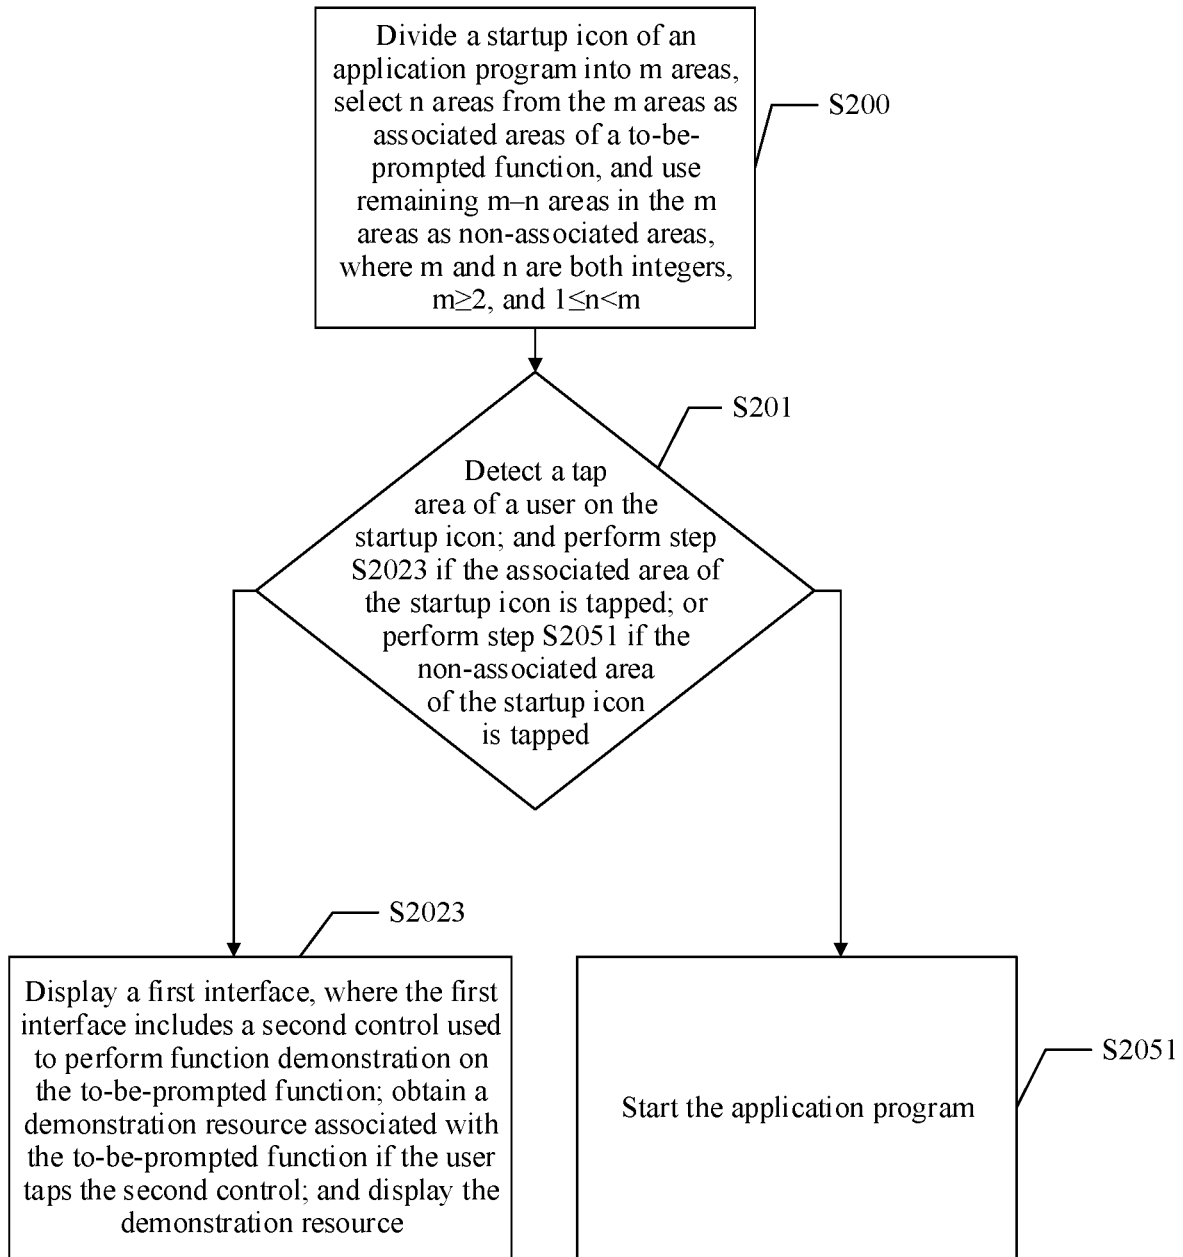 Divide a startup icon of an
application program into m areas,
select n areas from the m areas as
associated areas of a to-be-
prompted function, and use
remaining m–n areas in the m
areas as non-associated areas,
where m and n are both integers,
m≥2, and 1≤n<m
S200
S201
Detect a tap
area of a user on the
startup icon; and perform step
S2023 if the associated area of
the startup icon is tapped; or
perform step S2051 if the
non-associated area
of the startup icon
is tapped
S2023
Display a first interface, where the first
interface includes a second control used
to perform function demonstration on
the to-be-prompted function; obtain a
demonstration resource associated with
the to-be-prompted function if the user
taps the second control; and display the
demonstration resource
S2051
Start the application program